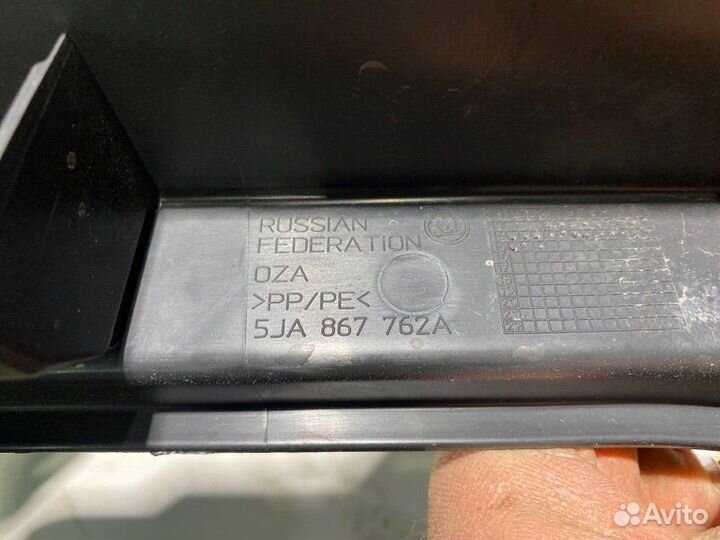 RUSSIAN
FEDERATION
OZA
>PP/PE<
5JA 867 762A
Avito